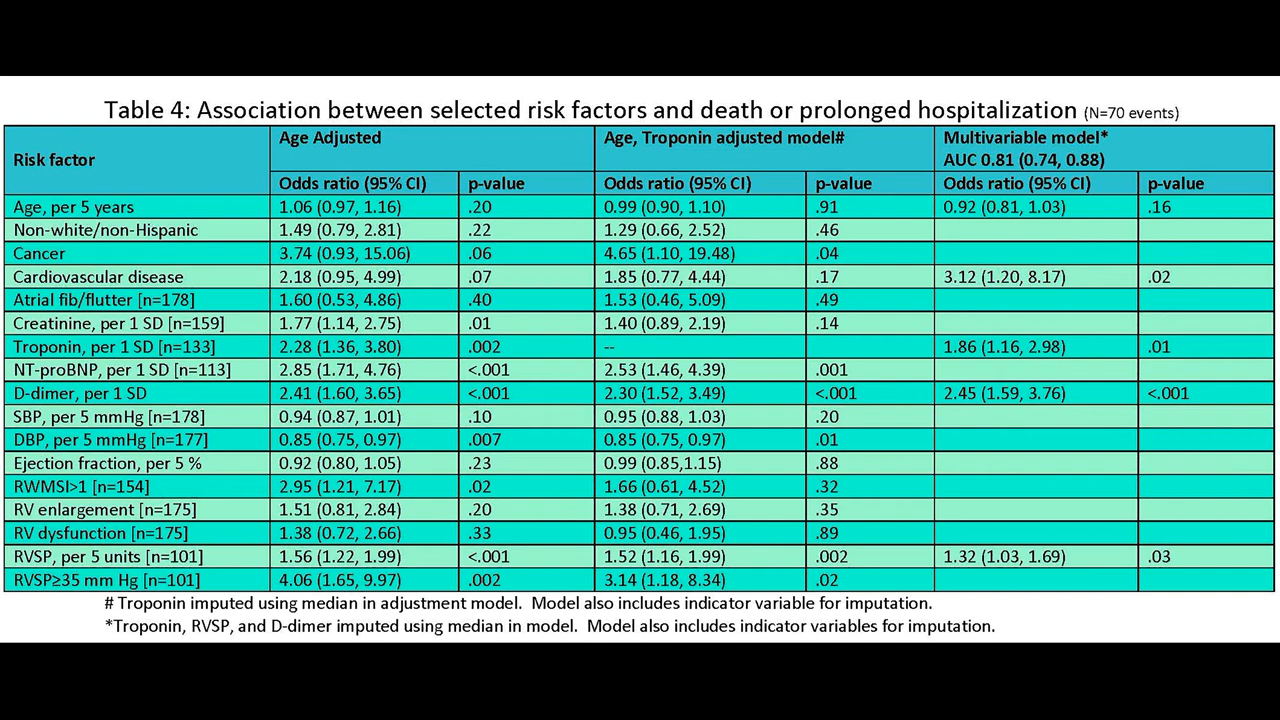 Table 4: Association between selected risk factors and death or prolonged hospitalization (N=70 events)
Risk factor | Age Adjusted | Age, Troponin adjusted model# | Multivariable model* AUC 0.81 (0.74, 0.88)
Odds ratio (95% CI) | p-value | Odds ratio (95% CI) | p-value | Odds ratio (95% CI) | p-value
Age, per 5 years | 1.06 (0.97, 1.16) | .20 | 0.99 (0.90, 1.10) | .91 | 0.92 (0.81, 1.03) | .16
Non-white/non-Hispanic | 1.49 (0.79, 2.81) | .22 | 1.29 (0.66, 2.52) | .46
Cancer | 3.74 (0.93, 15.06) | .06 | 4.65 (1.10, 19.48) | .04
Cardiovascular disease | 2.18 (0.95, 4.99) | .07 | 1.85 (0.77, 4.44) | .17 | 3.12 (1.20, 8.17) | .02
Atrial fib/flutter [n=178] | 1.60 (0.53, 4.86) | .40 | 1.53 (0.46, 5.09) | .49
Creatinine, per 1 SD [n=159] | 1.77 (1.14, 2.75) | .01 | 1.40 (0.89, 2.19) | .14
Troponin, per 1 SD [n=133] | 2.28 (1.36, 3.80) | .002 | -- | | 1.86 (1.16, 2.98) | .01
NT-proBNP, per 1 SD [n=113] | 2.85 (1.71, 4.76) | <.001 | 2.53 (1.46, 4.39) | .001
D-dimer, per 1 SD | 2.41 (1.60, 3.65) | <.001 | 2.30 (1.52, 3.49) | <.001 | 2.45 (1.59, 3.76) | <.001
SBP, per 5 mmHg [n=178] | 0.94 (0.87, 1.01) | .10 | 0.95 (0.88, 1.03) | .20
DBP, per 5 mmHg [n=177] | 0.85 (0.75, 0.97) | .007 | 0.85 (0.75, 0.97) | .01
Ejection fraction, per 5 % | 0.92 (0.80, 1.05) | .23 | 0.99 (0.85,1.15) | .88
RWMSI>1 [n=154] | 2.95 (1.21, 7.17) | .02 | 1.66 (0.61, 4.52) | .32
RV enlargement [n=175] | 1.51 (0.81, 2.84) | .20 | 1.38 (0.71, 2.69) | .35
RV dysfunction [n=175] | 1.38 (0.72, 2.66) | .33 | 0.95 (0.46, 1.95) | .89
RVSP, per 5 units [n=101] | 1.56 (1.22, 1.99) | <.001 | 1.52 (1.16, 1.99) | .002 | 1.32 (1.03, 1.69) | .03
RVSP≥35 mm Hg [n=101] | 4.06 (1.65, 9.97) | .002 | 3.14 (1.18, 8.34) | .02
# Troponin imputed using median in adjustment model. Model also includes indicator variable for imputation.
*Troponin, RVSP, and D-dimer imputed using median in model. Model also includes indicator variables for imputation.